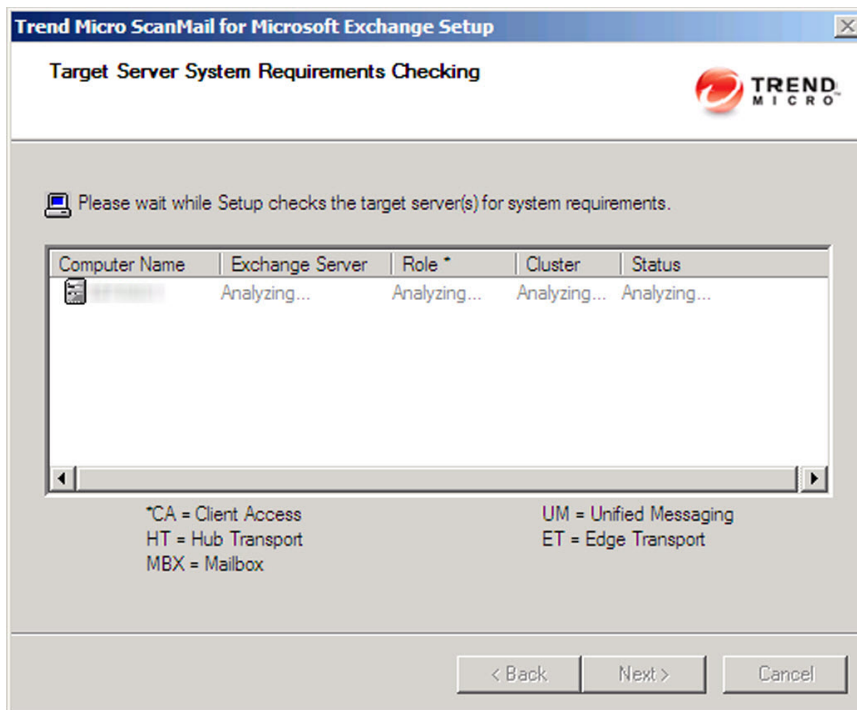 Trend Micro ScanMail for Microsoft Exchange Setup
Target Server System Requirements Checking
TREND MICRO™
Please wait while Setup checks the target server(s) for system requirements.
Computer Name Exchange Server Role * Cluster Status
Analyzing... Analyzing... Analyzing... Analyzing...
*CA = Client Access UM = Unified Messaging
HT = Hub Transport ET = Edge Transport
MBX = Mailbox
< Back Next > Cancel